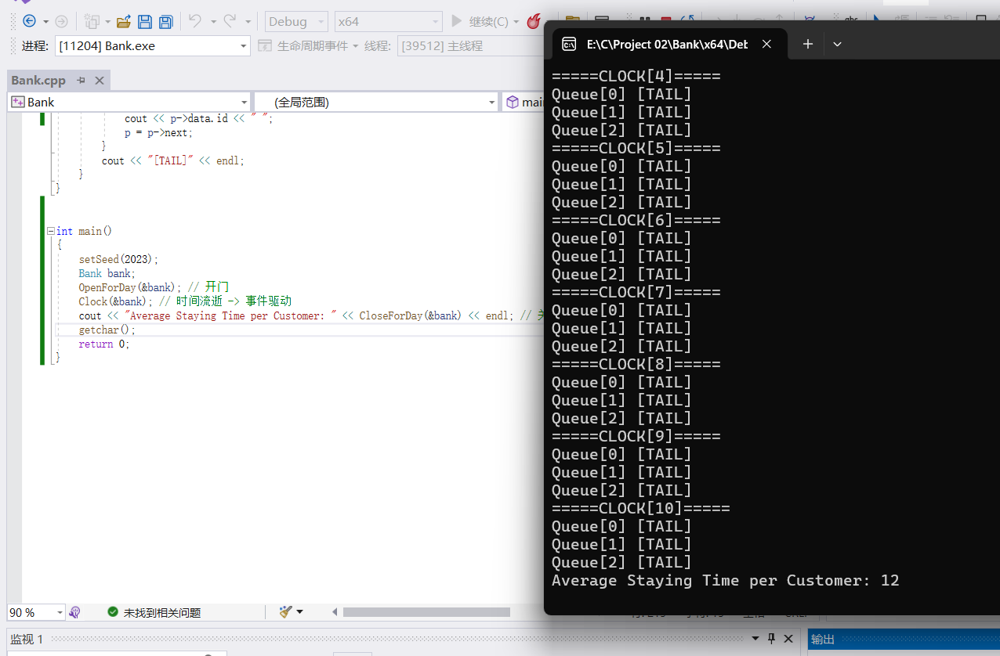 Debug
x64
继续(C)
进程:
[11204] Bank.exe
生命周期事件
线程:
[39512] 主线程
Bank.cpp
Bank
(全局范围)
cout << p->data.id << " ";
p = p->next;
}
cout << "[TAIL]" << endl;
}
}
int main()
{
setSeed(2023);
Bank bank;
OpenForDay(&bank); // 开门
Clock(&bank); // 时间流逝 -> 事件驱动
cout << "Average Staying Time per Customer: " << CloseForDay(&bank) << endl; //
getchar();
return 0;
}
90 %
未找到相关问题
监视 1
输出
E:\C\Project 02\Bank\x64\Det
=====CLOCK[4]=====
Queue[0] [TAIL]
Queue[1] [TAIL]
Queue[2] [TAIL]
=====CLOCK[5]=====
Queue[0] [TAIL]
Queue[1] [TAIL]
Queue[2] [TAIL]
=====CLOCK[6]=====
Queue[0] [TAIL]
Queue[1] [TAIL]
Queue[2] [TAIL]
=====CLOCK[7]=====
Queue[0] [TAIL]
Queue[1] [TAIL]
Queue[2] [TAIL]
=====CLOCK[8]=====
Queue[0] [TAIL]
Queue[1] [TAIL]
Queue[2] [TAIL]
=====CLOCK[9]=====
Queue[0] [TAIL]
Queue[1] [TAIL]
Queue[2] [TAIL]
=====CLOCK[10]=====
Queue[0] [TAIL]
Queue[1] [TAIL]
Queue[2] [TAIL]
Average Staying Time per Customer: 12